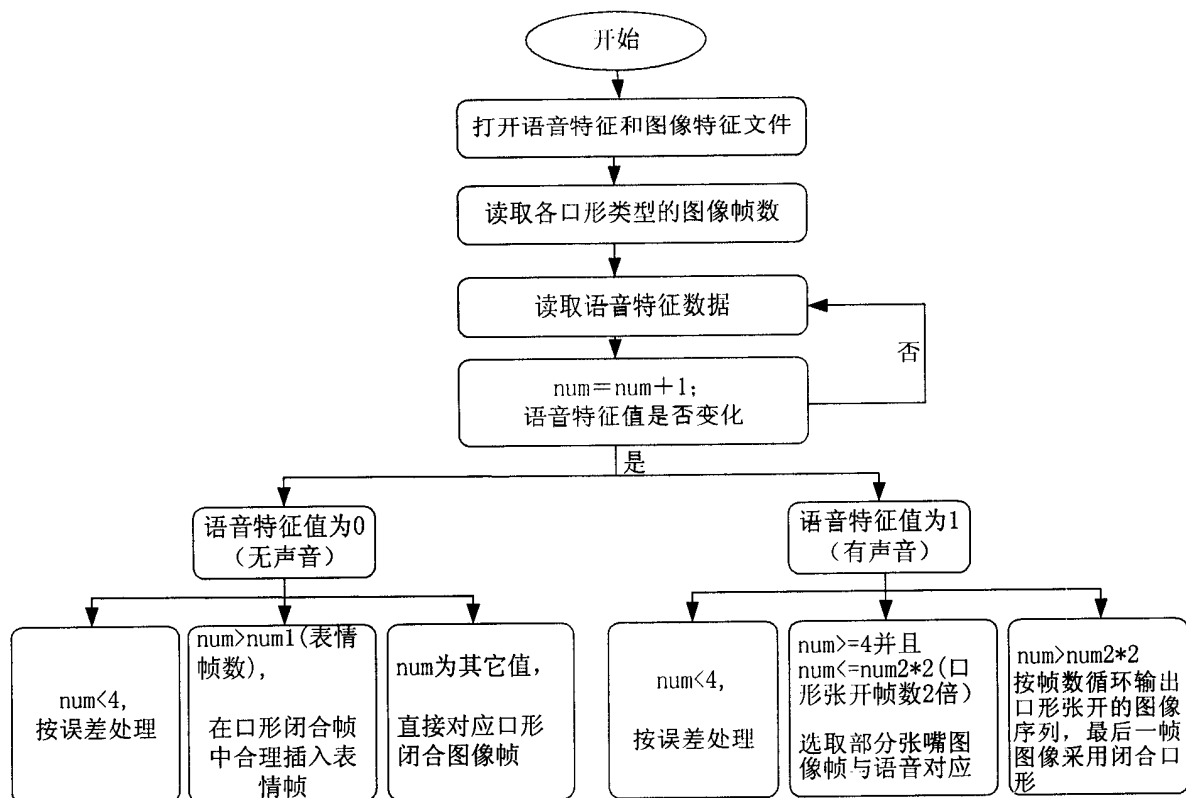 开始
打开语音特征和图像特征文件
读取各口形类型的图像帧数
读取语音特征数据
否
num=num+1;
语音特征值是否变化
是
语音特征值为0
(无声音)
语音特征值为1
(有声音)
num<4,
按误差处理
num>num1(表情
帧数),
在口形闭合帧
中合理插入表
情帧
num为其它值,
直接对应口形
闭合图像帧
num<4,
按误差处理
num>=4并且
num<=num2*2(口
形张开帧数2倍)
选取部分张嘴图
像帧与语音对应
num>num2*2
按帧数循环输出
口形张开的图像
序列，最后一帧
图像采用闭合口
形